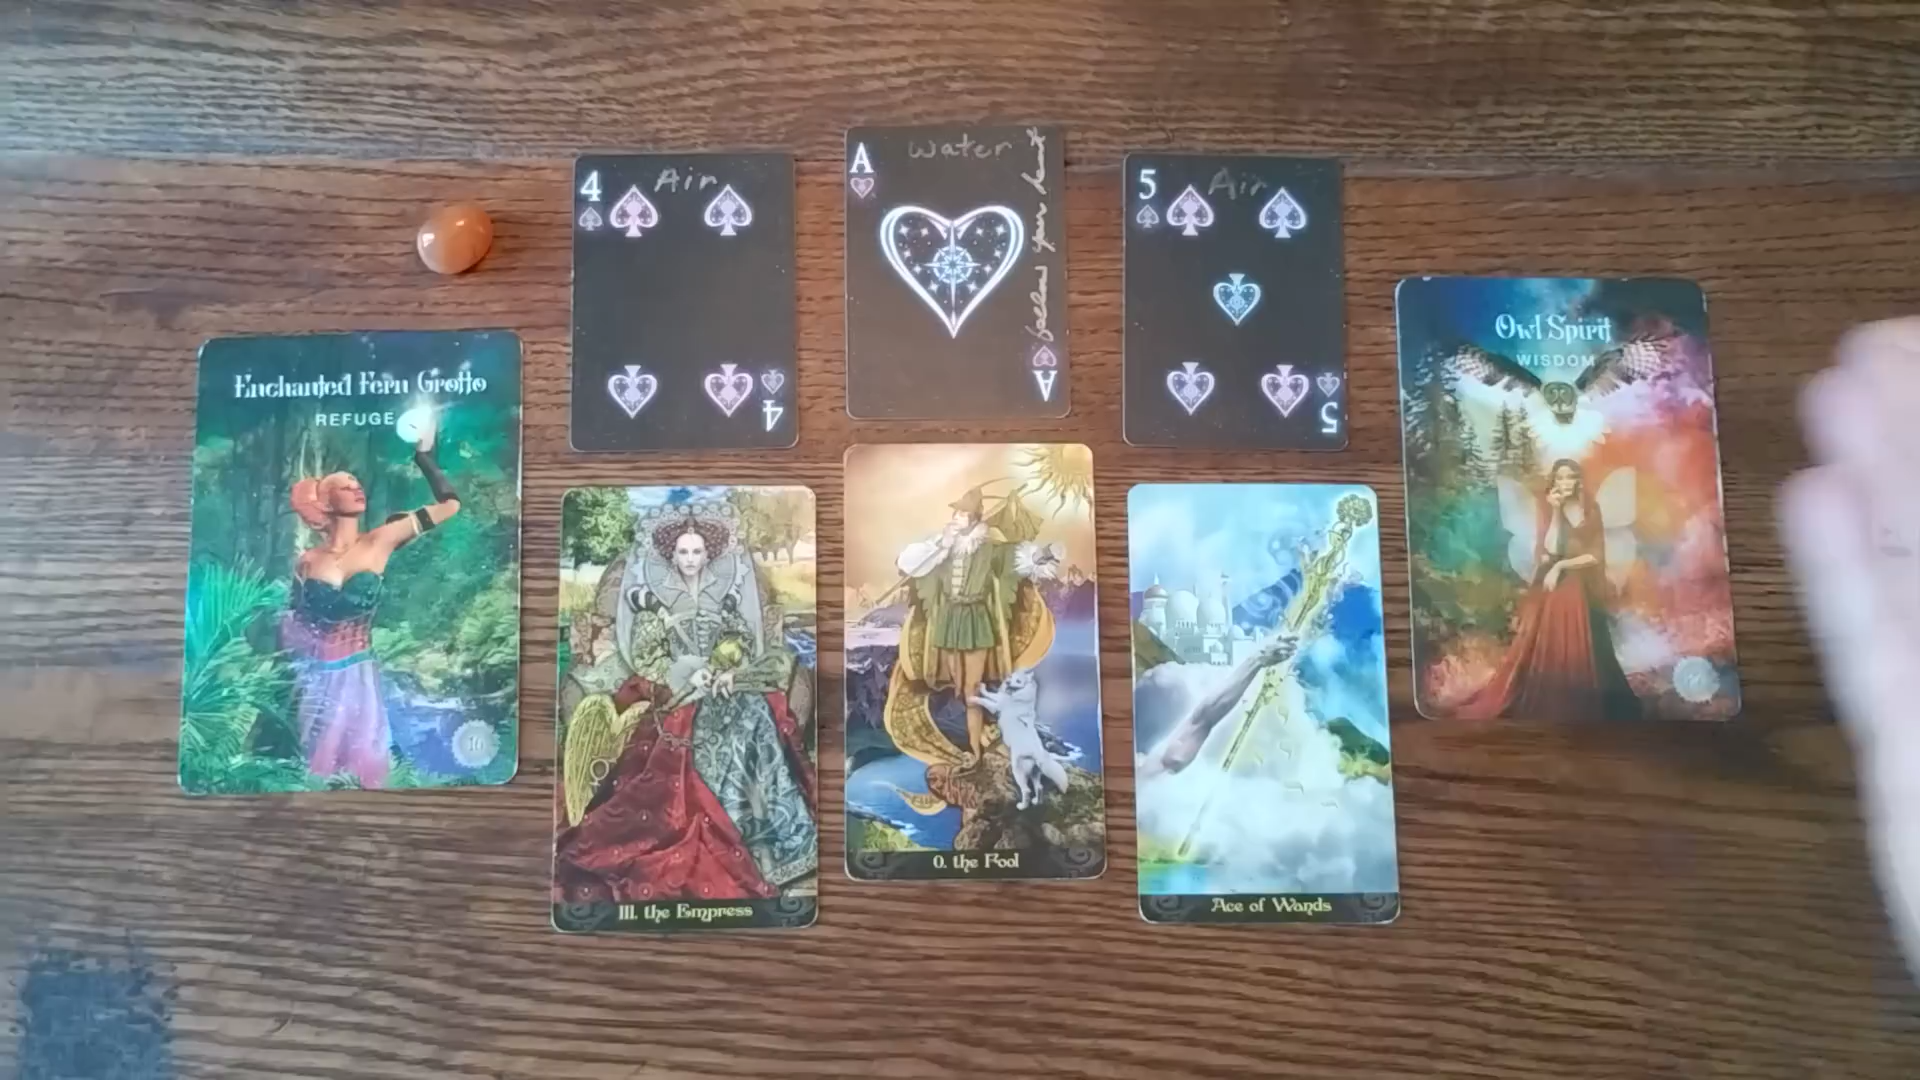 Enchanted Fern Grotto
REFUGE
16
4
Air
4
A
Water
follow your heart
A
5
Air
5
Owl Spirit
WISDOM
III. the Empress
0. the Fool
Ace of Wands